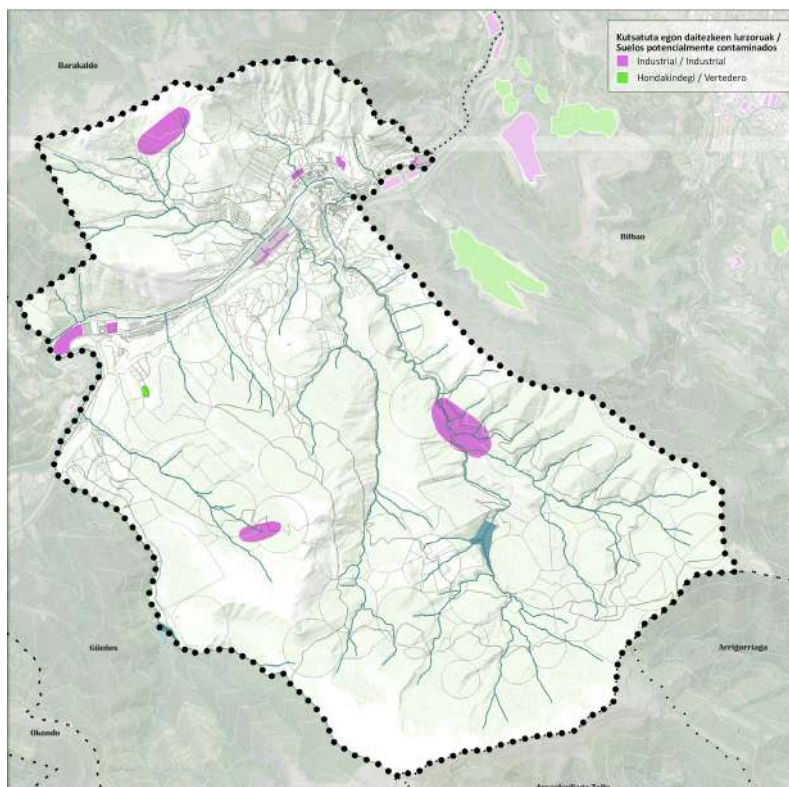 Kutsatuta egon daitezkeen lurzoruak /
Suelos potencialmente contaminados
Industrial / Industrial
Hondakindegi / Vertedero
Barakaldo
Bilbao
Güeñes
Arrigorriaga
Okondo